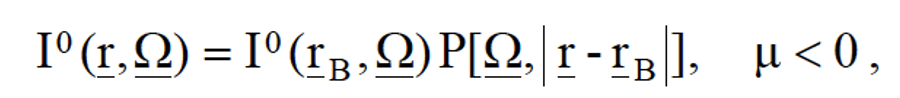 I⁰(r,Ω) = I⁰(r_B,Ω)P[Ω,|r-r_B|], μ<0,